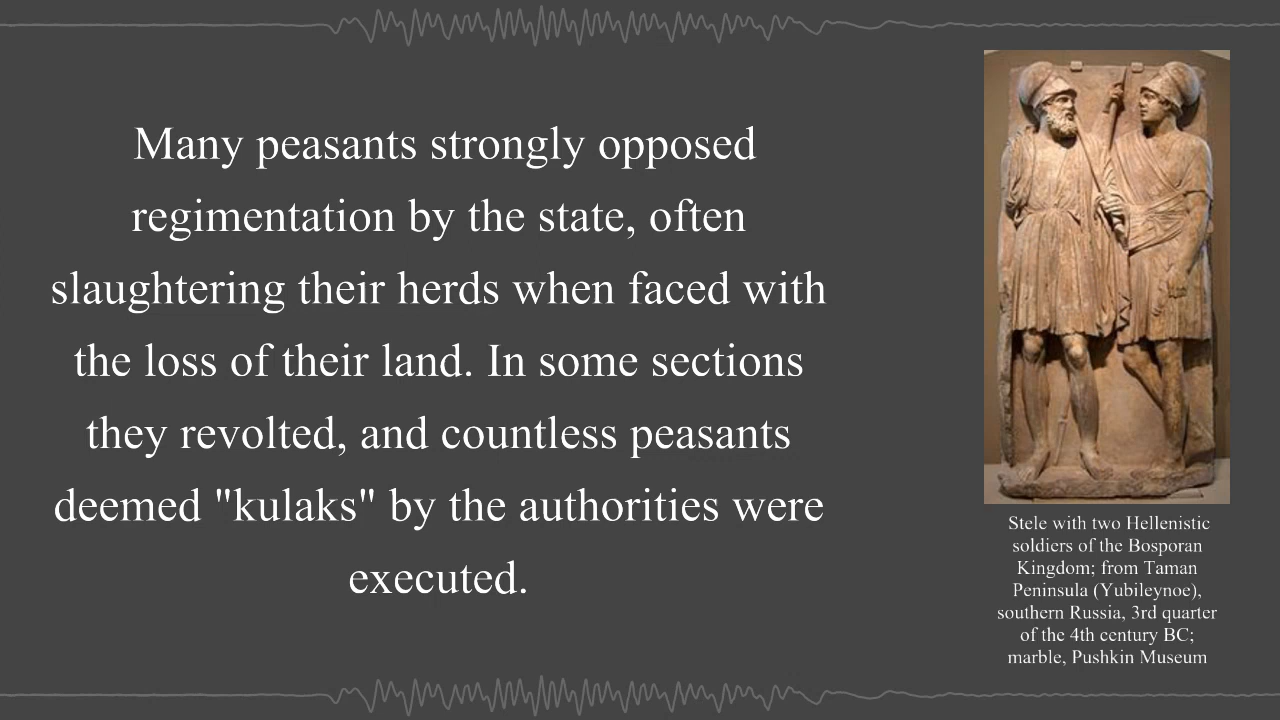 Many peasants strongly opposed
regimentation by the state, often
slaughtering their herds when faced with
the loss of their land. In some sections
they revolted, and countless peasants
deemed "kulaks" by the authorities were
executed.
Stele with two Hellenistic
soldiers of the Bosporan
Kingdom; from Taman
Peninsula (Yubileynoe),
southern Russia, 3rd quarter
of the 4th century BC;
marble, Pushkin Museum